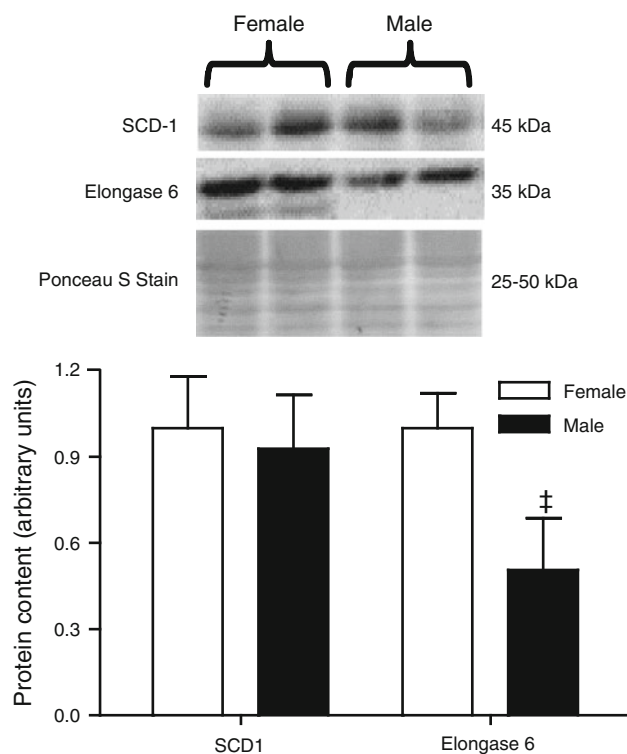 Female Male
SCD-1 45 kDa
Elongase 6 35 kDa
Ponceau S Stain 25-50 kDa
Protein content (arbitrary units)
1.2
0.9
0.6
0.3
0.0
Female
Male
‡
SCD1 Elongase 6